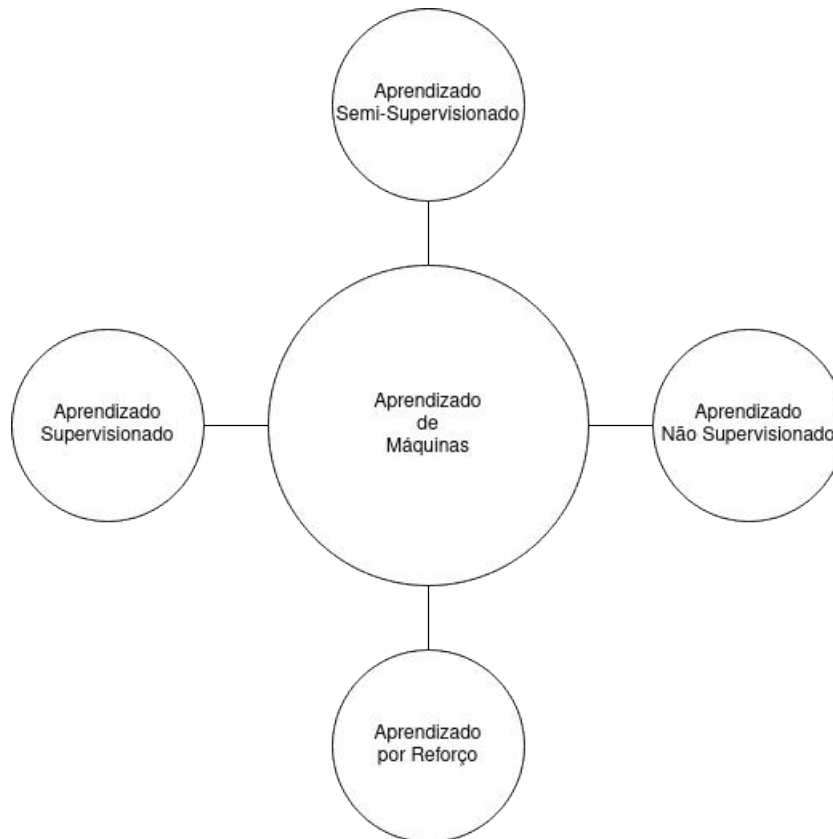 Aprendizado
Semi-Supervisionado
Aprendizado
Supervisionado
Aprendizado
de
Máquinas
Aprendizado
Não Supervisionado
Aprendizado
por Reforço